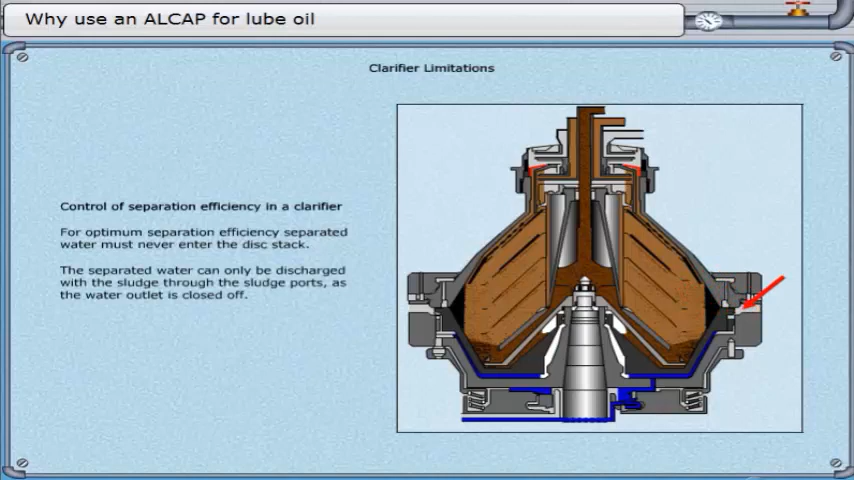 Why use an ALCAP for lube oil
Clarifier Limitations
Control of separation efficiency in a clarifier
For optimum separation efficiency separated
water must never enter the disc stack.
The separated water can only be discharged
with the sludge through the sludge ports, as
the water outlet is closed off.